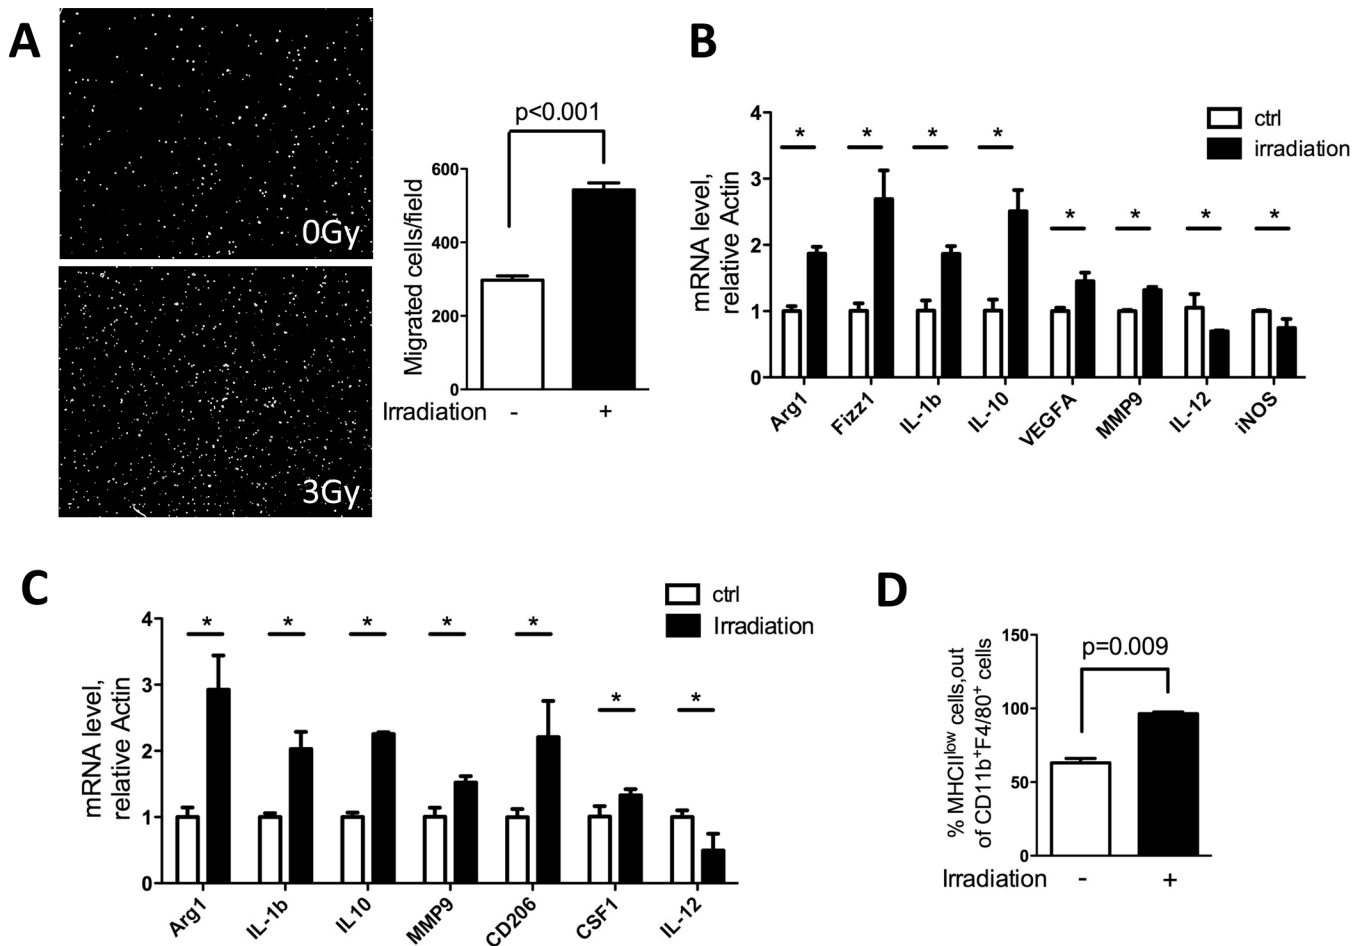 A
0Gy
3Gy
p<0.001
600
400
200
0
Migrated cells/field
Irradiation - +
B
ctrl
irradiation
4
3
2
1
0
mRNA level,
relative Actin
* * * * * * * *
Arg1 Fizz1 IL-1b IL-10 VEGFA MMP9 IL-12 iNOS
C
ctrl
Irradiation
4
3
2
1
0
mRNA level,
relative Actin
* * * * * * *
Arg1 IL-1b IL10 MMP9 CD206 CSF1 IL-12
D
p=0.009
150
100
50
0
% MHCII^low cells,out
of CD11b⁺F4/80⁺ cells
Irradiation - +